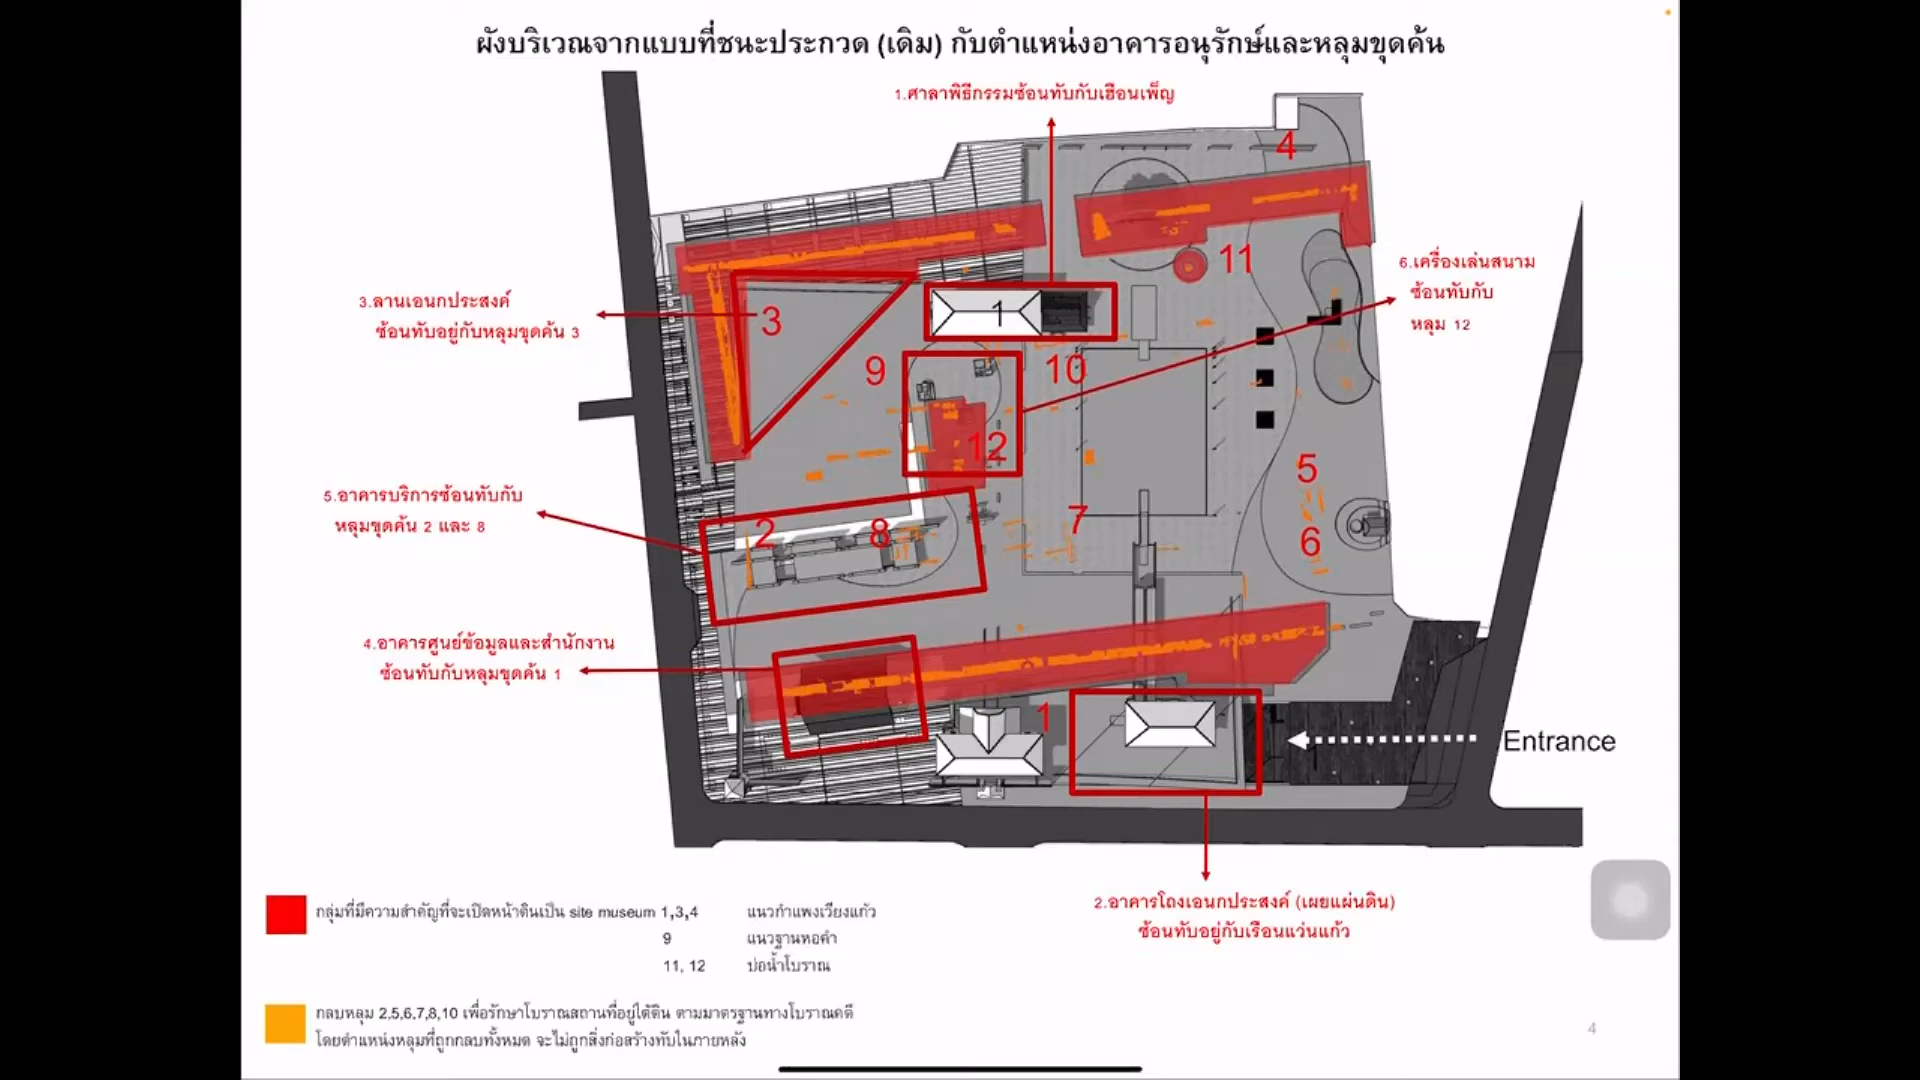 ผังบริเวณจากแบบที่ชนะประกวด (เดิม) กับตำแหน่งอาคารอนุรักษ์และหลุมขุดค้น
1.ศาลาพิธีกรรมซ้อนทับกับเฮือนเพ็ญ
4
11
6.เครื่องเล่นสนาม
ซ้อนทับกับ
หลุม 12
3.ลานเอนกประสงค์
ซ้อนทับอยู่กับหลุมขุดค้น 3
3
1
9
10
12
5
5.อาคารบริการซ้อนทับกับ
หลุมขุดค้น 2 และ 8
2
8
7
6
4.อาคารศูนย์ข้อมูลและสำนักงาน
ซ้อนทับกับหลุมขุดค้น 1
1
Entrance
2.อาคารโถงเอนกประสงค์ (เผยแผ่นดิน)
ซ้อนทับอยู่กับเรือนแว่นแก้ว
กลุ่มที่มีความสำคัญที่จะเปิดหน้าดินเป็น site museum 1,3,4 แนวกำแพงเวียงแก้ว
9 แนวฐานหอคำ
11, 12 บ่อน้ำโบราณ
กลบหลุม 2,5,6,7,8,10 เพื่อรักษาโบราณสถานที่อยู่ใต้ดิน ตามมาตรฐานทางโบราณคดี
โดยตำแหน่งหลุมที่ถูกกลบทั้งหมด จะไม่ถูกสิ่งก่อสร้างทับในภายหลัง
4